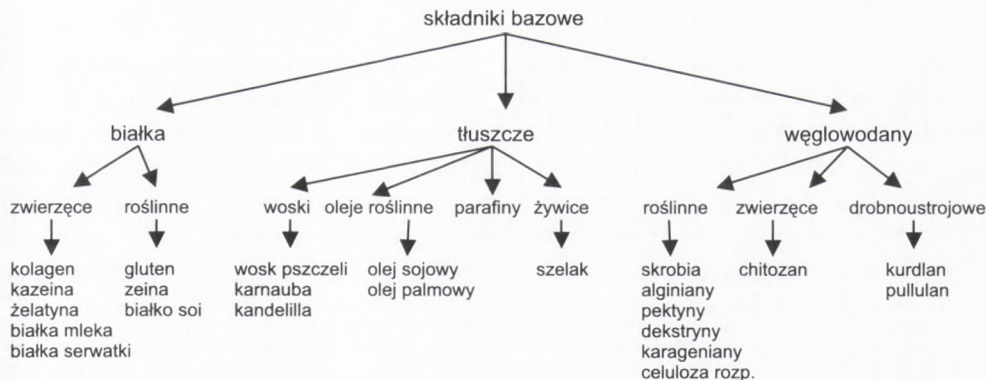 składniki bazowe
białka tłuszcze węglowodany
zwierzęce roślinne woski oleje roślinne parafiny żywice roślinne zwierzęce drobnoustrojowe
kolagen gluten wosk pszczeli olej sojowy szelak skrobia chitozan kurdlan
kazeina zeina karnauba olej palmowy alginiany pullulan
żelatyna białko soi kandelilla pektyny
białka mleka dekstryny
białka serwatki karageniany
celuloza rozp.